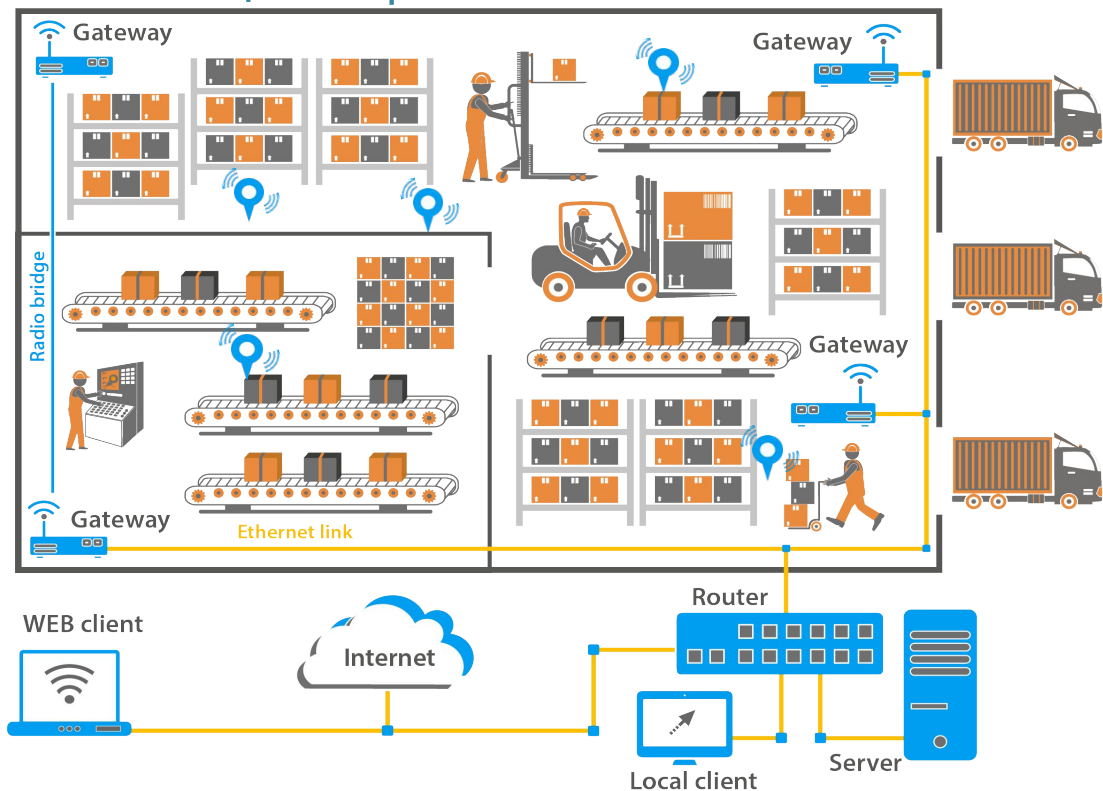 Gateway
Gateway
Radio bridge
Gateway
Gateway
Ethernet link
Router
WEB client
Internet
Server
Local client